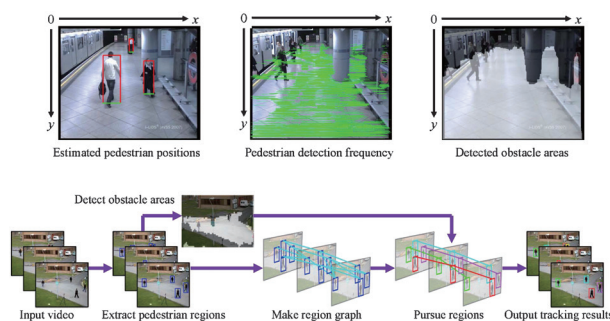 0 x 0 x 0 x
y y y
Estimated pedestrian positions Pedestrian detection frequency Detected obstacle areas
Detect obstacle areas
Input video Extract pedestrian regions Make region graph Pursue regions Output tracking results